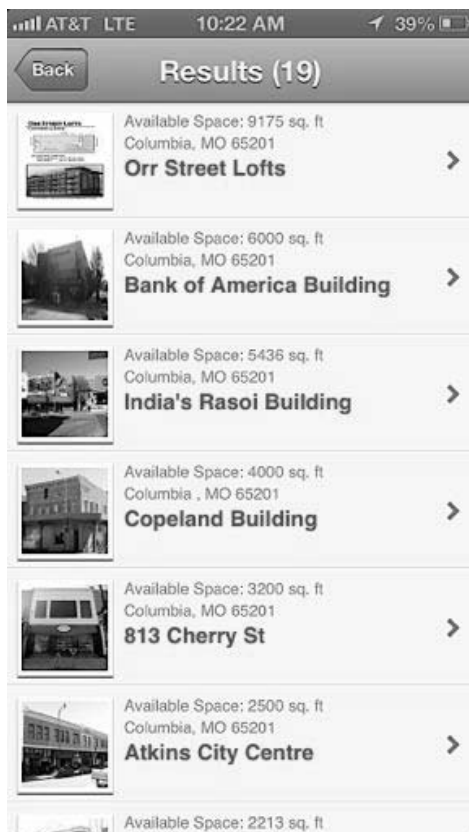 AT&T LTE 10:22 AM 39%
Back
Results (19)
Available Space: 9175 sq. ft
Columbia, MO 65201
Orr Street Lofts
Available Space: 6000 sq. ft
Columbia, MO 65201
Bank of America Building
Available Space: 5436 sq. ft
Columbia, MO 65201
India's Rasoi Building
Available Space: 4000 sq. ft
Columbia , MO 65201
Copeland Building
Available Space: 3200 sq. ft
Columbia, MO 65201
813 Cherry St
Available Space: 2500 sq. ft
Columbia, MO 65201
Atkins City Centre
Available Space: 2213 sq. ft